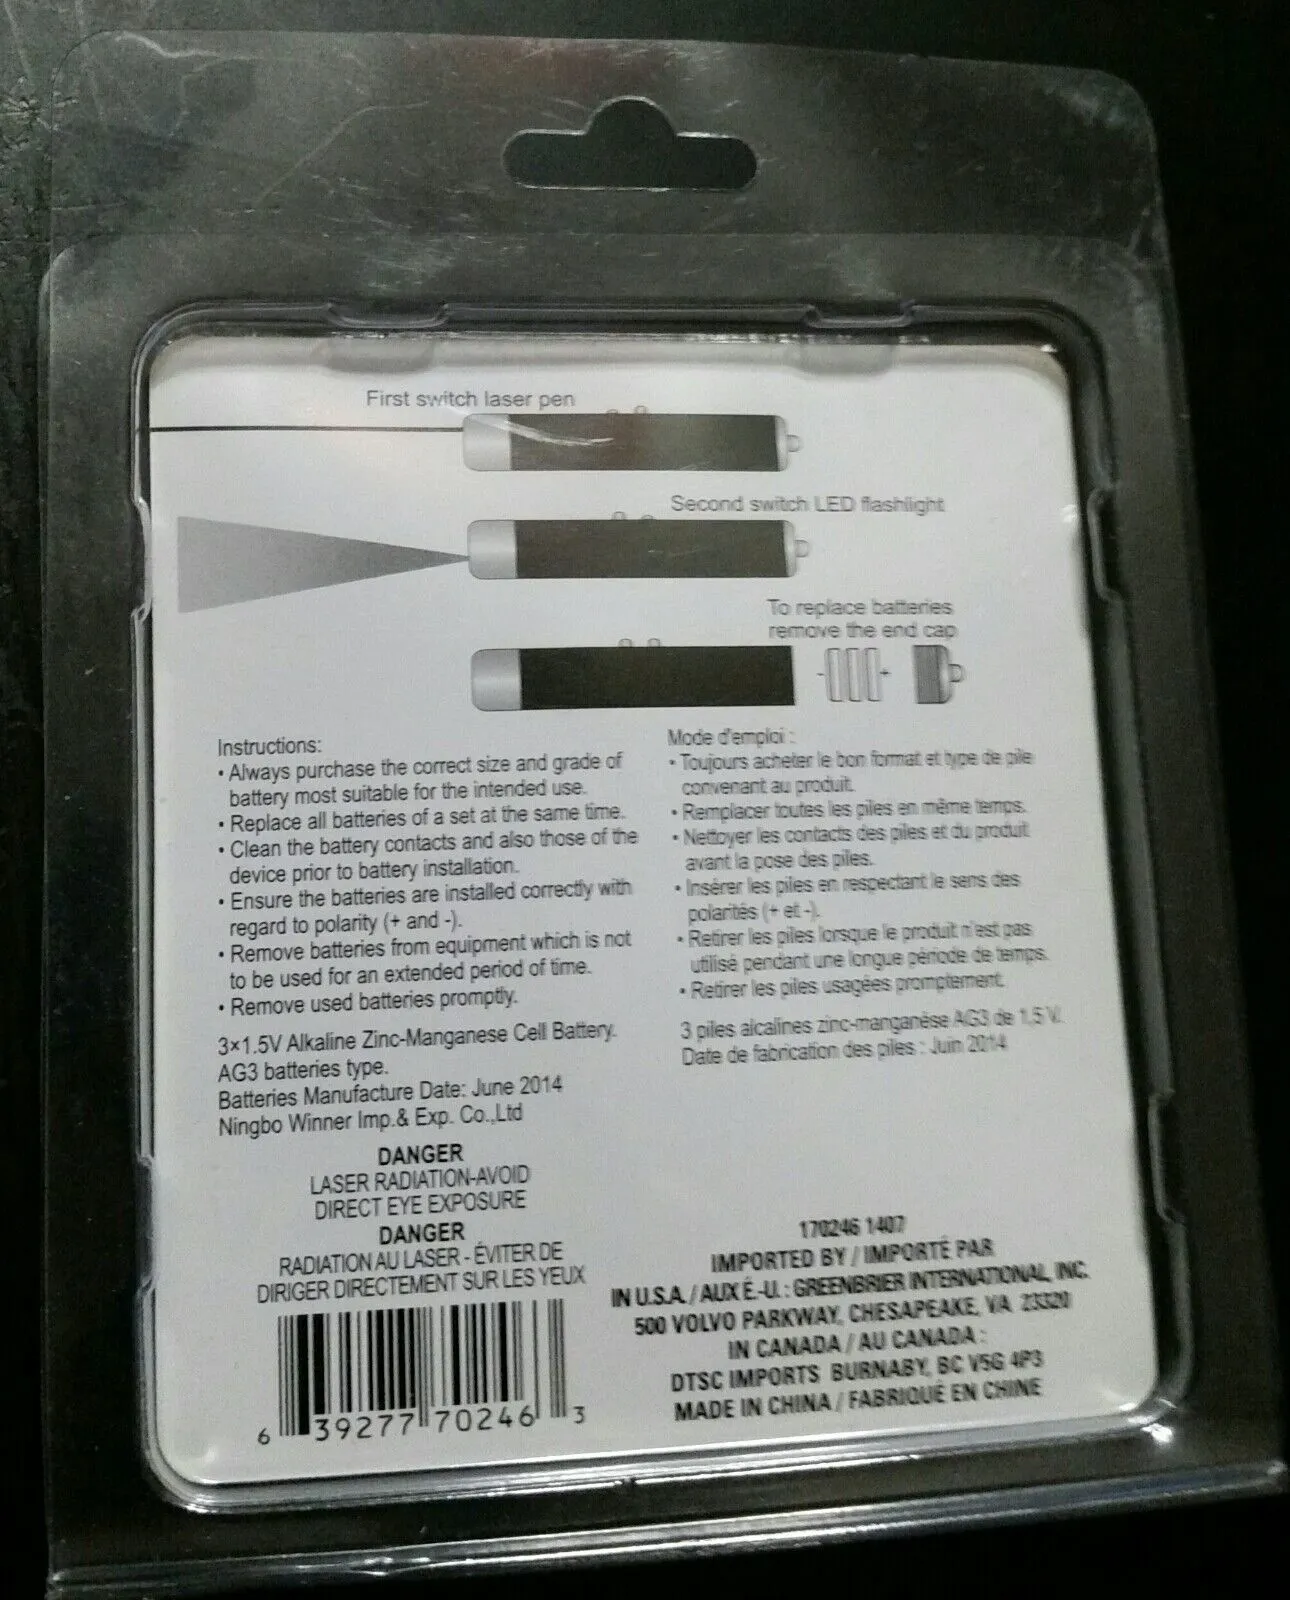 First switch laser pen
Second switch LED flashlight
To replace batteries
remove the end cap
- +
Instructions:
• Always purchase the correct size and grade of
battery most suitable for the intended use.
• Replace all batteries of a set at the same time.
• Clean the battery contacts and also those of the
device prior to battery installation.
• Ensure the batteries are installed correctly with
regard to polarity (+ and -).
• Remove batteries from equipment which is not
to be used for an extended period of time.
• Remove used batteries promptly.
3×1.5V Alkaline Zinc-Manganese Cell Battery.
AG3 batteries type.
Batteries Manufacture Date: June 2014
Ningbo Winner Imp.& Exp. Co.,Ltd
Mode d'emploi :
• Toujours acheter le bon format et type de pile
convenant au produit.
• Remplacer toutes les piles en même temps.
• Nettoyer les contacts des piles et du produit
avant la pose des piles.
• Insérer les piles en respectant le sens des
polarités (+ et -).
• Retirer les piles lorsque le produit n'est pas
utilisé pendant une longue période de temps.
• Retirer les piles usagées promptement.
3 piles alcalines zinc-manganèse AG3 de 1,5 V.
Date de fabrication des piles : Juin 2014
DANGER
LASER RADIATION-AVOID
DIRECT EYE EXPOSURE
DANGER
RADIATION AU LASER - ÉVITER DE
DIRIGER DIRECTEMENT SUR LES YEUX
6 39277 70246 3
170246 1407
IMPORTED BY / IMPORTÉ PAR
IN U.S.A. / AUX É.-U. : GREENBRIER INTERNATIONAL, INC.
500 VOLVO PARKWAY, CHESAPEAKE, VA 23320
IN CANADA / AU CANADA :
DTSC IMPORTS BURNABY, BC V5G 4P3
MADE IN CHINA / FABRIQUÉ EN CHINE